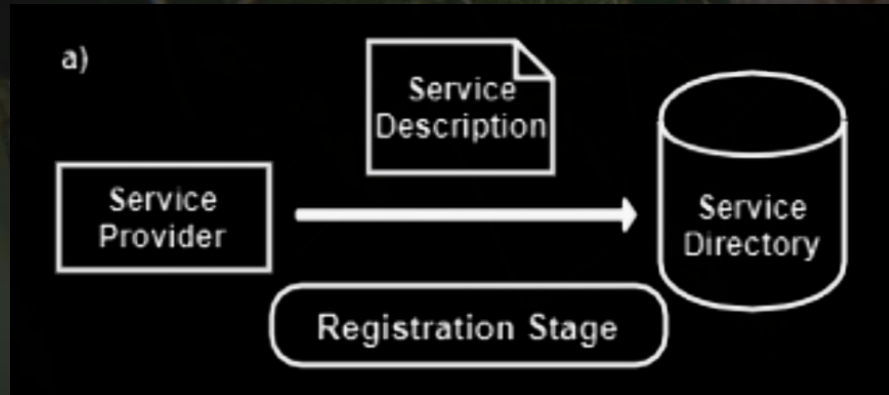 a)
Service
Description
Service
Provider
Service
Directory
Registration Stage